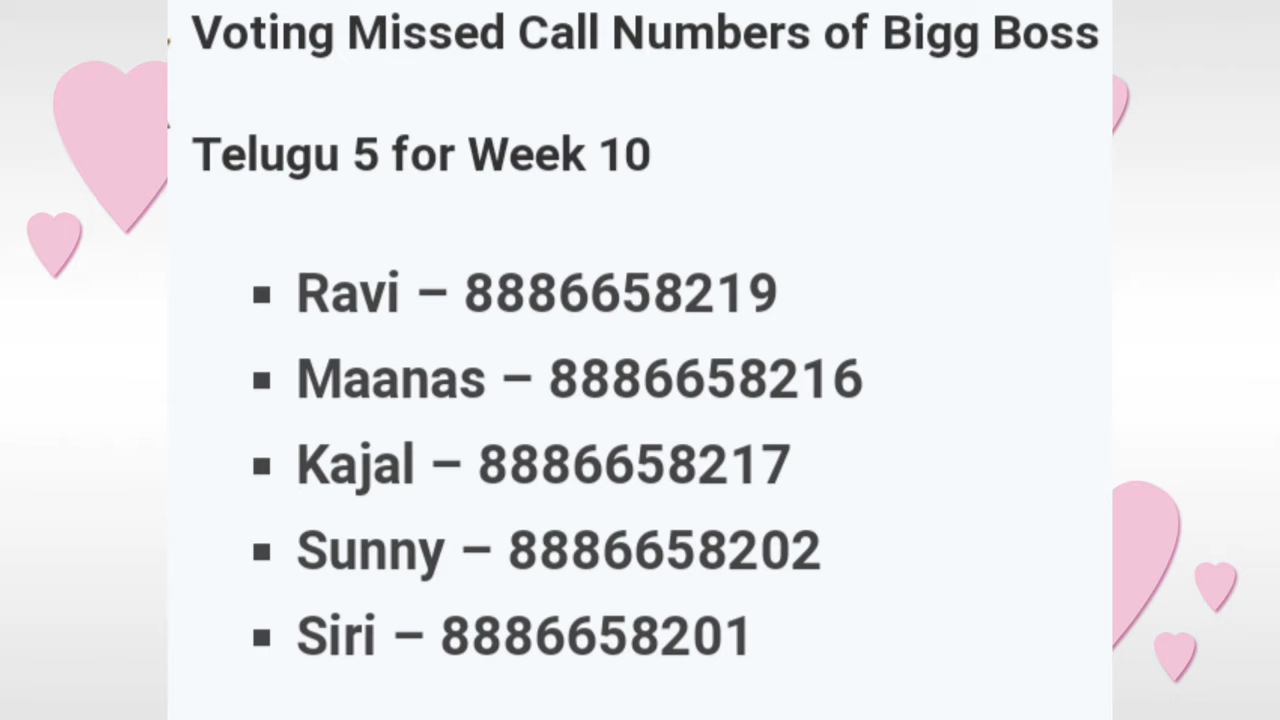 Voting Missed Call Numbers of Bigg Boss
Telugu 5 for Week 10
▪ Ravi – 8886658219
▪ Maanas – 8886658216
▪ Kajal – 8886658217
▪ Sunny – 8886658202
▪ Siri – 8886658201